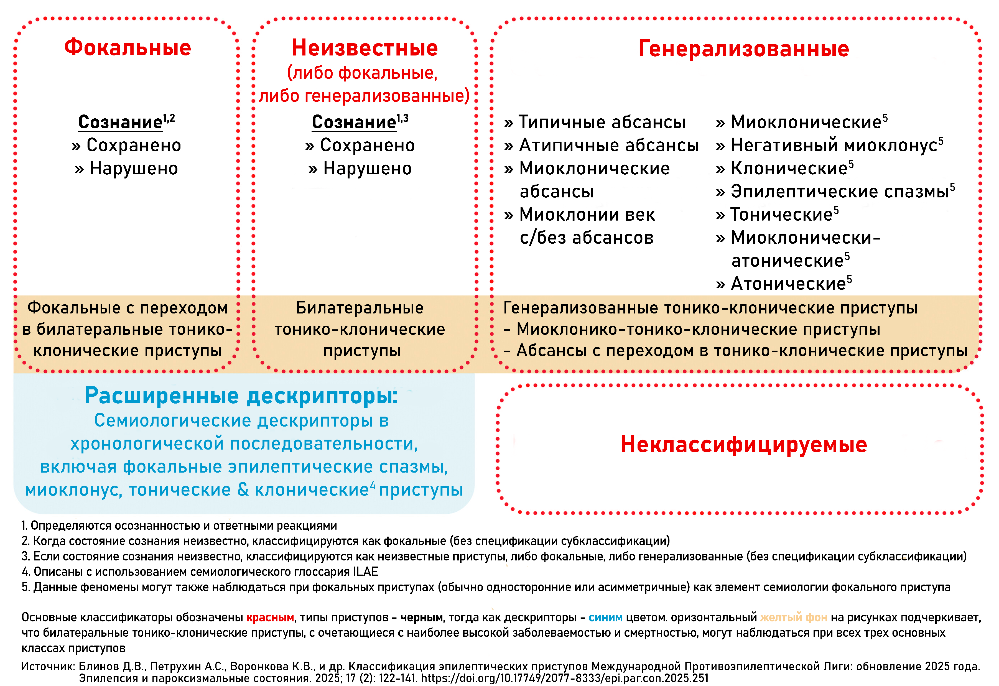 Фокальные
Сознание1,2
» Сохранено
» Нарушено
Фокальные с переходом
в билатеральные тонико-
клонические приступы
Неизвестные
(либо фокальные,
либо генерализованные)
Сознание1,3
» Сохранено
» Нарушено
Билатеральные
тонико-клонические
приступы
Генерализованные
» Типичные абсансы
» Атипичные абсансы
» Миоклонические
абсансы
» Миоклонии век
с/без абсансов
» Миоклонические5
» Негативный миоклонус5
» Клонические5
» Эпилептические спазмы5
» Тонические5
» Миоклонически-
атонические5
» Атонические5
Генерализованные тонико-клонические приступы
- Миоклонико-тонико-клонические приступы
- Абсансы с переходом в тонико-клонические приступы
Расширенные дескрипторы:
Семиологические дескрипторы в
хронологической последовательности,
включая фокальные эпилептические спазмы,
миоклонус, тонические & клонические4 приступы
Неклассифицируемые
1. Определяются осознанностью и ответными реакциями
2. Когда состояние сознания неизвестно, классифицируются как фокальные (без спецификации субклассификации)
3. Если состояние сознания неизвестно, классифицируются как неизвестные приступы, либо фокальные, либо генерализованные (без спецификации субклассификации)
4. Описаны с использованием семиологического глоссария ILAE
5. Данные феномены могут также наблюдаться при фокальных приступах (обычно односторонние или асимметричные) как элемент семиологии фокального приступа
Основные классификаторы обозначены красным, типы приступов - черным, тогда как дескрипторы - синим цветом. оризонтальный желтый фон на рисунках подчеркивает,
что билатеральные тонико-клонические приступы, с очетающиеся с наиболее высокой заболеваемостью и смертностью, могут наблюдаться при всех трех основных
классах приступов
Источник: Блинов Д.В., Петрухин А.С., Воронкова К.В., и др. Классификация эпилептических приступов Международной Противоэпилептической Лиги: обновление 2025 года.
Эпилепсия и пароксизмальные состояния. 2025; 17 (2): 122-141. https://doi.org/10.17749/2077-8333/epi.par.con.2025.251